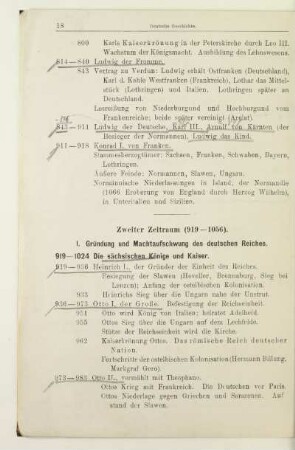 18
Deutsche Geschichte.
800 Karls Kaiserkrönung in der Peterskirche durch Leo III.
Wachstum der Königsmacht. Ausbildung des Lehnswesens.
814—840 Ludwig der Fromme.
843 Vertrag zu Verdun: Ludwig erhält Ostfranken (Deutschland),
Karl d. Kahle Westfranken (Frankreich), Lothar das Mittel-
stück (Lothringen) und Italien. Lothringen später an
Deutschland.
Losreißung von Niederburgund und Hochburgund vom
Frankenreich; beide später vereinigt (Arelat).
843—911 Ludwig der Deutsche, Karl III., Arnulf von Kärnten (der
Besieger der Normannen), Ludwig das Kind.
911—918 Konrad I. von Franken.
Stammesherzogtümer: Sachsen, Franken, Schwaben, Bayern,
Lothringen.
Äußere Feinde: Normannen, Slawen, Ungarn.
Normannische Niederlassungen in Island, der Normandie
(1066 Eroberung von England durch Herzog Wilhelm), in
Unteritalien und Sizilien.
Zweiter Zeitraum (919—1056).
I. Gründung und Machtaufschwung des deutschen Reiches.
919—1024 Die sächsischen Könige und Kaiser.
919—936 Heinrich I., der Gründer der Einheit des Reiches.
Besiegung der Slawen (Heveller, Brennaburg, Sieg bei
Lenzen); Anfang der ostelbischen Kolonisation.
933 Heinrichs Sieg über die Ungarn nahe der Unstrut.
936—973 Otto I. der Große. Befestigung der Reichseinheit.
951 Otto wird König von Italien; heiratet Adelheid.
955 Sieg Ottos über die Ungarn auf dem Lechfelde.
Stütze der Reichseinheit wird die Kirche.
962 Kaiserkrönung Ottos. Das römische Reich deutscher
Nation.
Fortschritte der ostelbischen Kolonisation (Hermann Billung,
Markgraf Gero).
973—983 Otto II., vermählt mit Theophano.
Ottos Krieg mit Frankreich. Die Deutschen vor Paris.
Ottos Niederlage gegen Griechen und Sarazenen. Auf-
stand der Slawen.